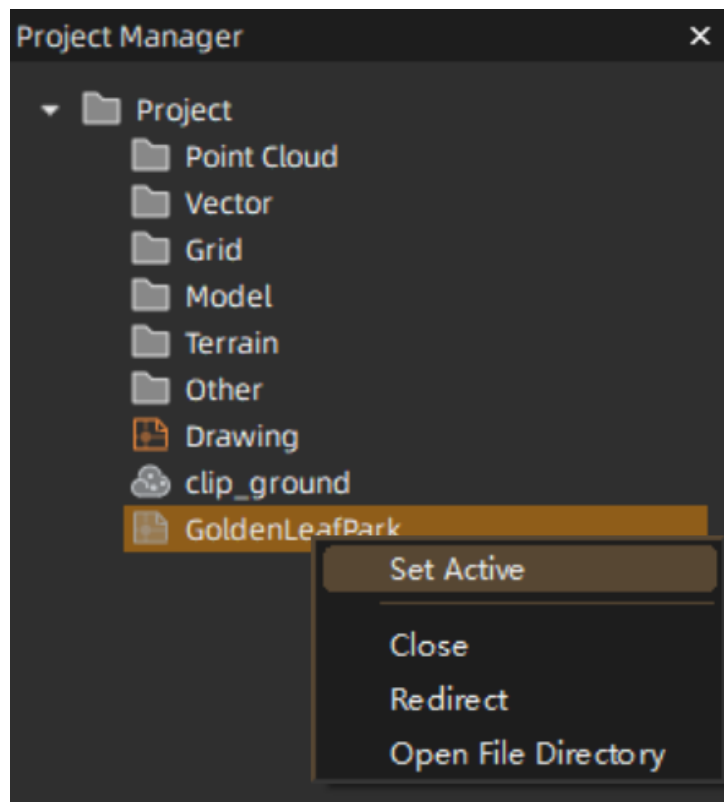 Project Manager
Project
Point Cloud
Vector
Grid
Model
Terrain
Other
Drawing
clip_ground
GoldenLeafPark
Set Active
Close
Redirect
Open File Directory